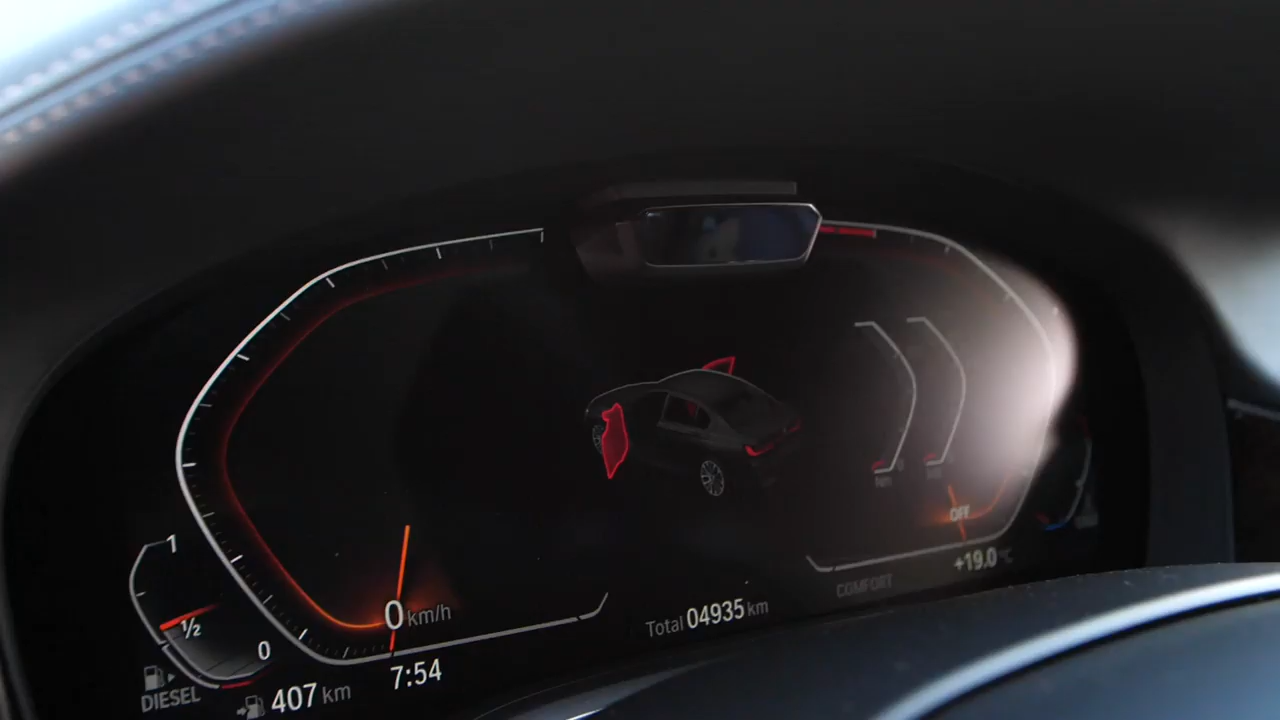 1
1/2
0
DIESEL
407 km
0 km/h
7:54
Total 04935 km
COMFORT
OFF
+19.0 °C